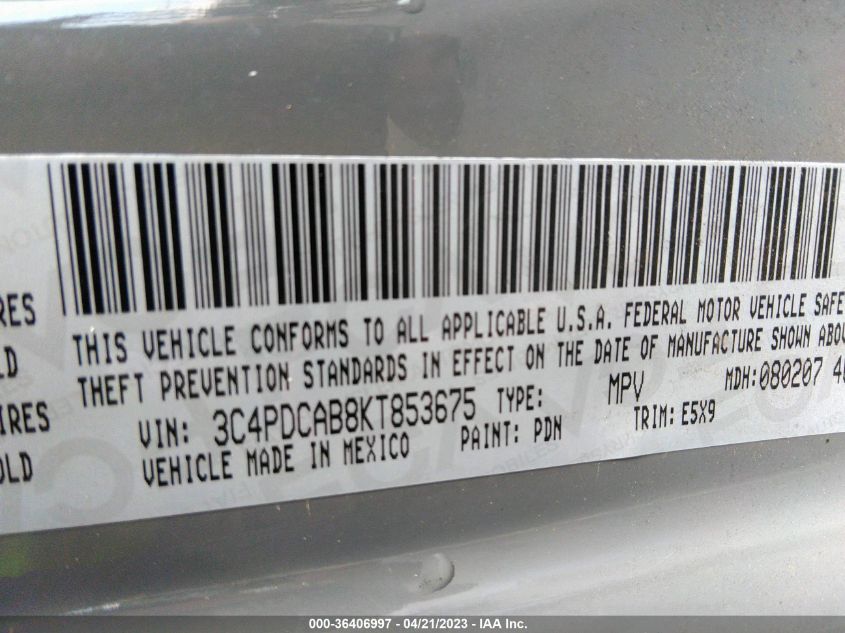 RES
LD
IRES
OLD
THIS VEHICLE CONFORMS TO ALL APPLICABLE U.S.A. FEDERAL MOTOR VEHICLE SAFE
THEFT PREVENTION STANDARDS IN EFFECT ON THE DATE OF MANUFACTURE SHOWN ABOV
VIN: 3C4PDCAB8KT853675 TYPE: MPV MDH:080207 40
VEHICLE MADE IN MEXICO PAINT: PDN TRIM:E5X9
000-36406997 / 04/21/2023 - IAA Inc.